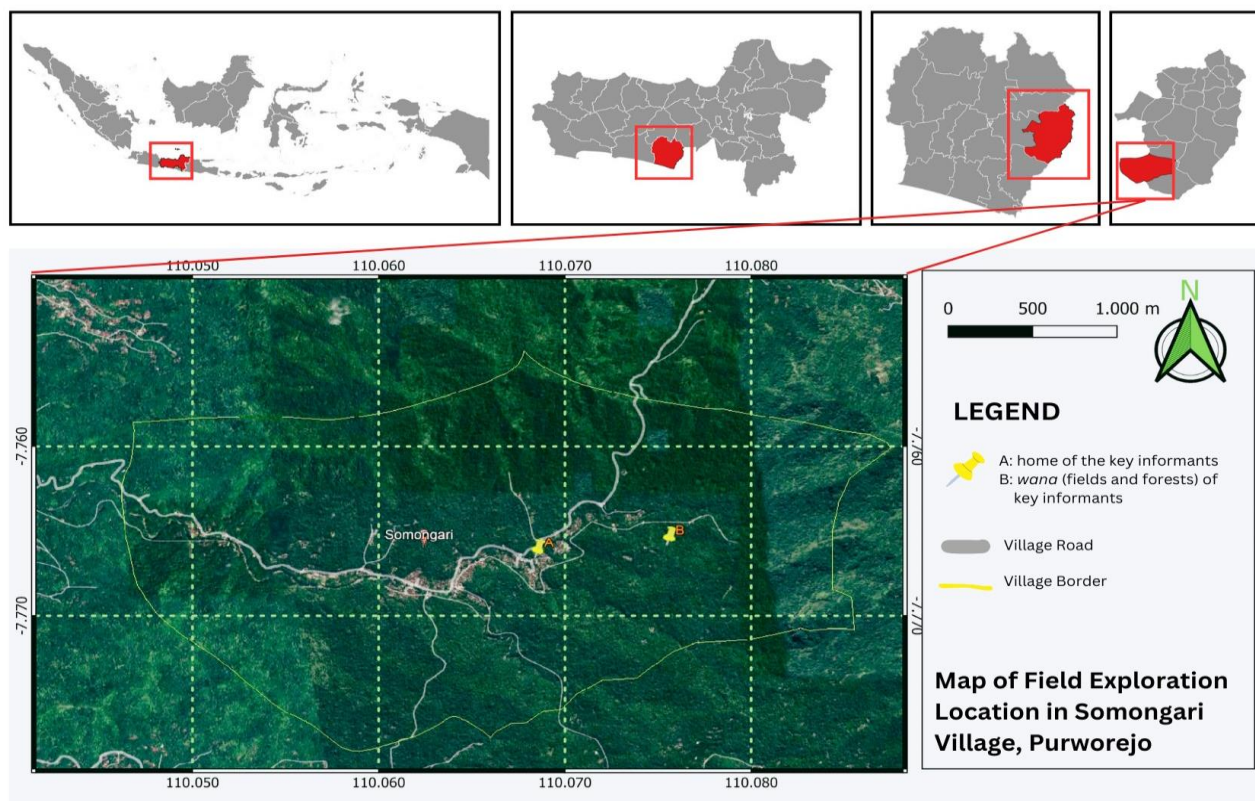 110.050 110.060 110.070 110.080
-7.760
-7.770
Somongari
A
B
-7.760
-7.770
110.050 110.060 110.070 110.080
0 500 1.000 m
N
LEGEND
A: home of the key informants
B: wana (fields and forests) of
key informants
Village Road
Village Border
Map of Field Exploration
Location in Somongari
Village, Purworejo